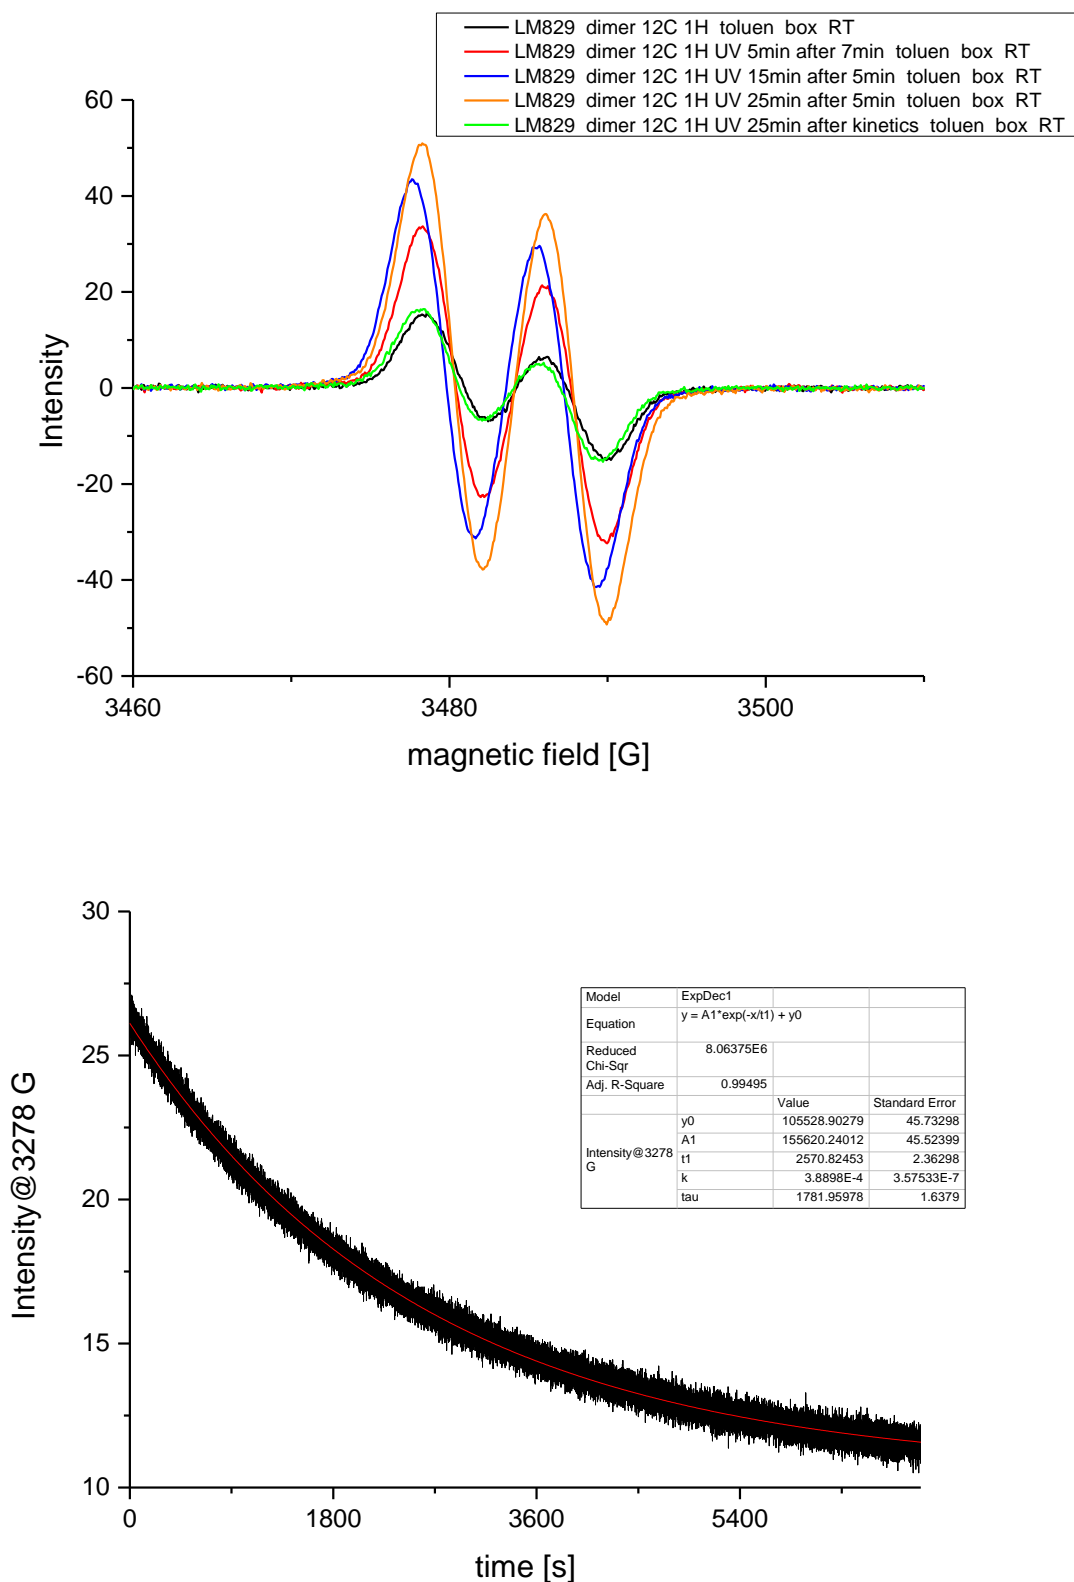 LM829 dimer 12C 1H toluen box RT
LM829 dimer 12C 1H UV 5min after 7min toluen box RT
LM829 dimer 12C 1H UV 15min after 5min toluen box RT
LM829 dimer 12C 1H UV 25min after 5min toluen box RT
LM829 dimer 12C 1H UV 25min after kinetics toluen box RT
60
40
20
0
-20
-40
-60
Intensity
3460 3480 3500
magnetic field [G]
30
25
20
15
10
Intensity@3278 G
Model ExpDec1
Equation y = A1*exp(-x/t1) + y0
Reduced Chi-Sqr 8.06375E6
Adj. R-Square 0.99495
Value Standard Error
Intensity@3278 G
y0 105528.90279 45.73298
A1 155620.24012 45.52399
t1 2570.82453 2.36298
k 3.8898E-4 3.57533E-7
tau 1781.95978 1.6379
0 1800 3600 5400
time [s]